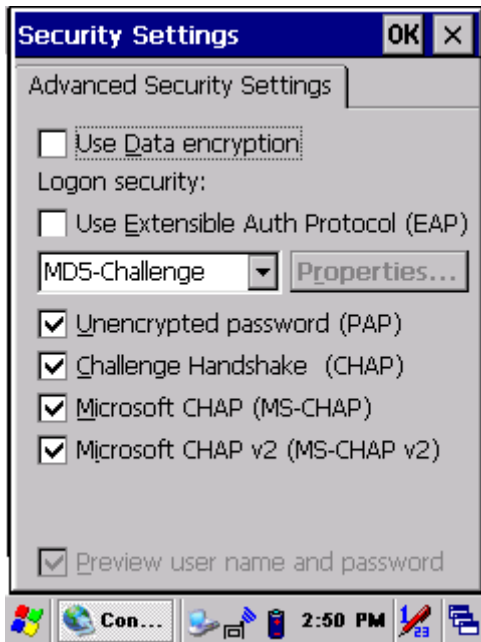 Security Settings OK ×
Advanced Security Settings
Use Data encryption
Logon security:
Use Extensible Auth Protocol (EAP)
MD5-Challenge Properties...
Unencrypted password (PAP)
Challenge Handshake (CHAP)
Microsoft CHAP (MS-CHAP)
Microsoft CHAP v2 (MS-CHAP v2)
Preview user name and password
Con... 2:50 PM 1/23